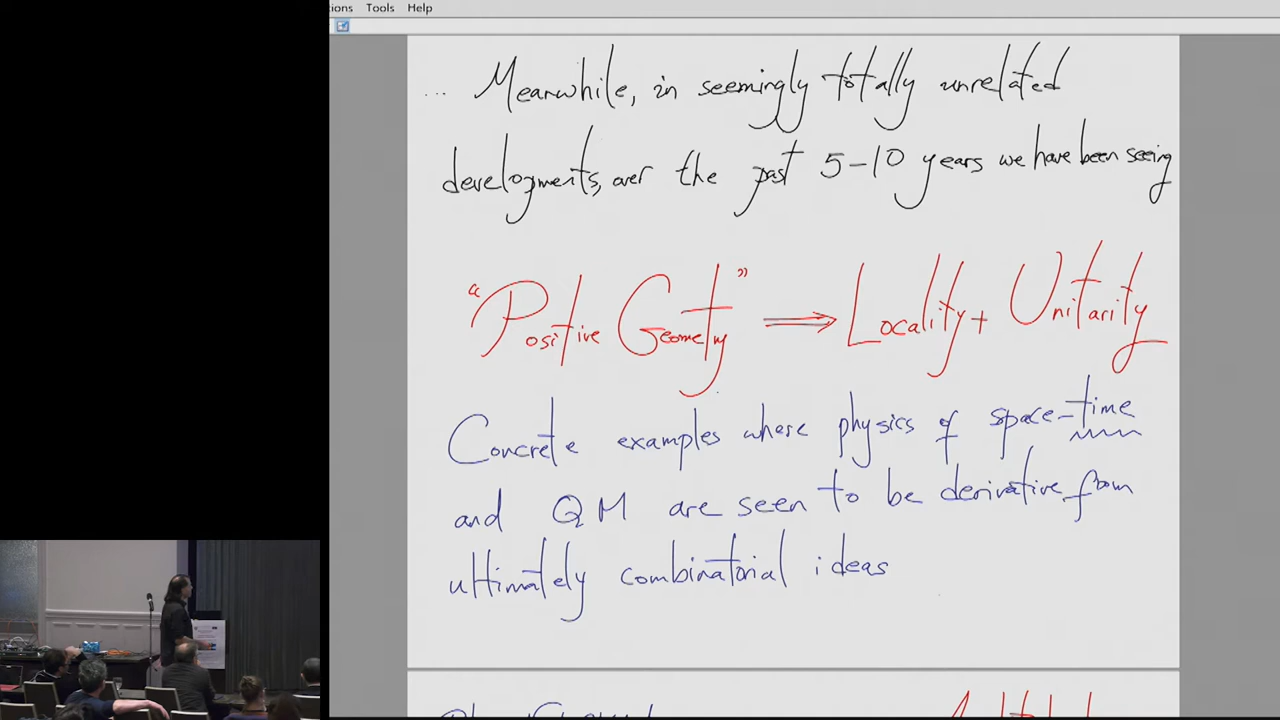 ions Tools Help
... Meanwhile, in seemingly totally unrelated
developments, over the past 5-10 years we have been seeing
"Positive Geometry" ⟹ Locality + Unitarity
Concrete examples where physics of space-time
and QM are seen to be derivative from
ultimately combinatorial ideas